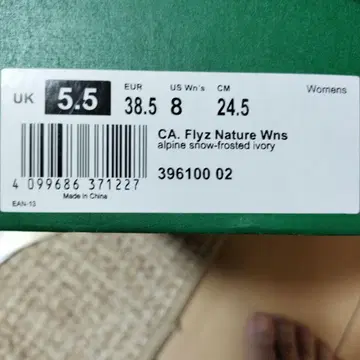 EUR US Wn's CM Womens
UK 5.5 38.5 8 24.5
CA. Flyz Nature Wns
alpine snow-frosted ivory
396100 02
4 099686 371227
Made in China
EAN-13